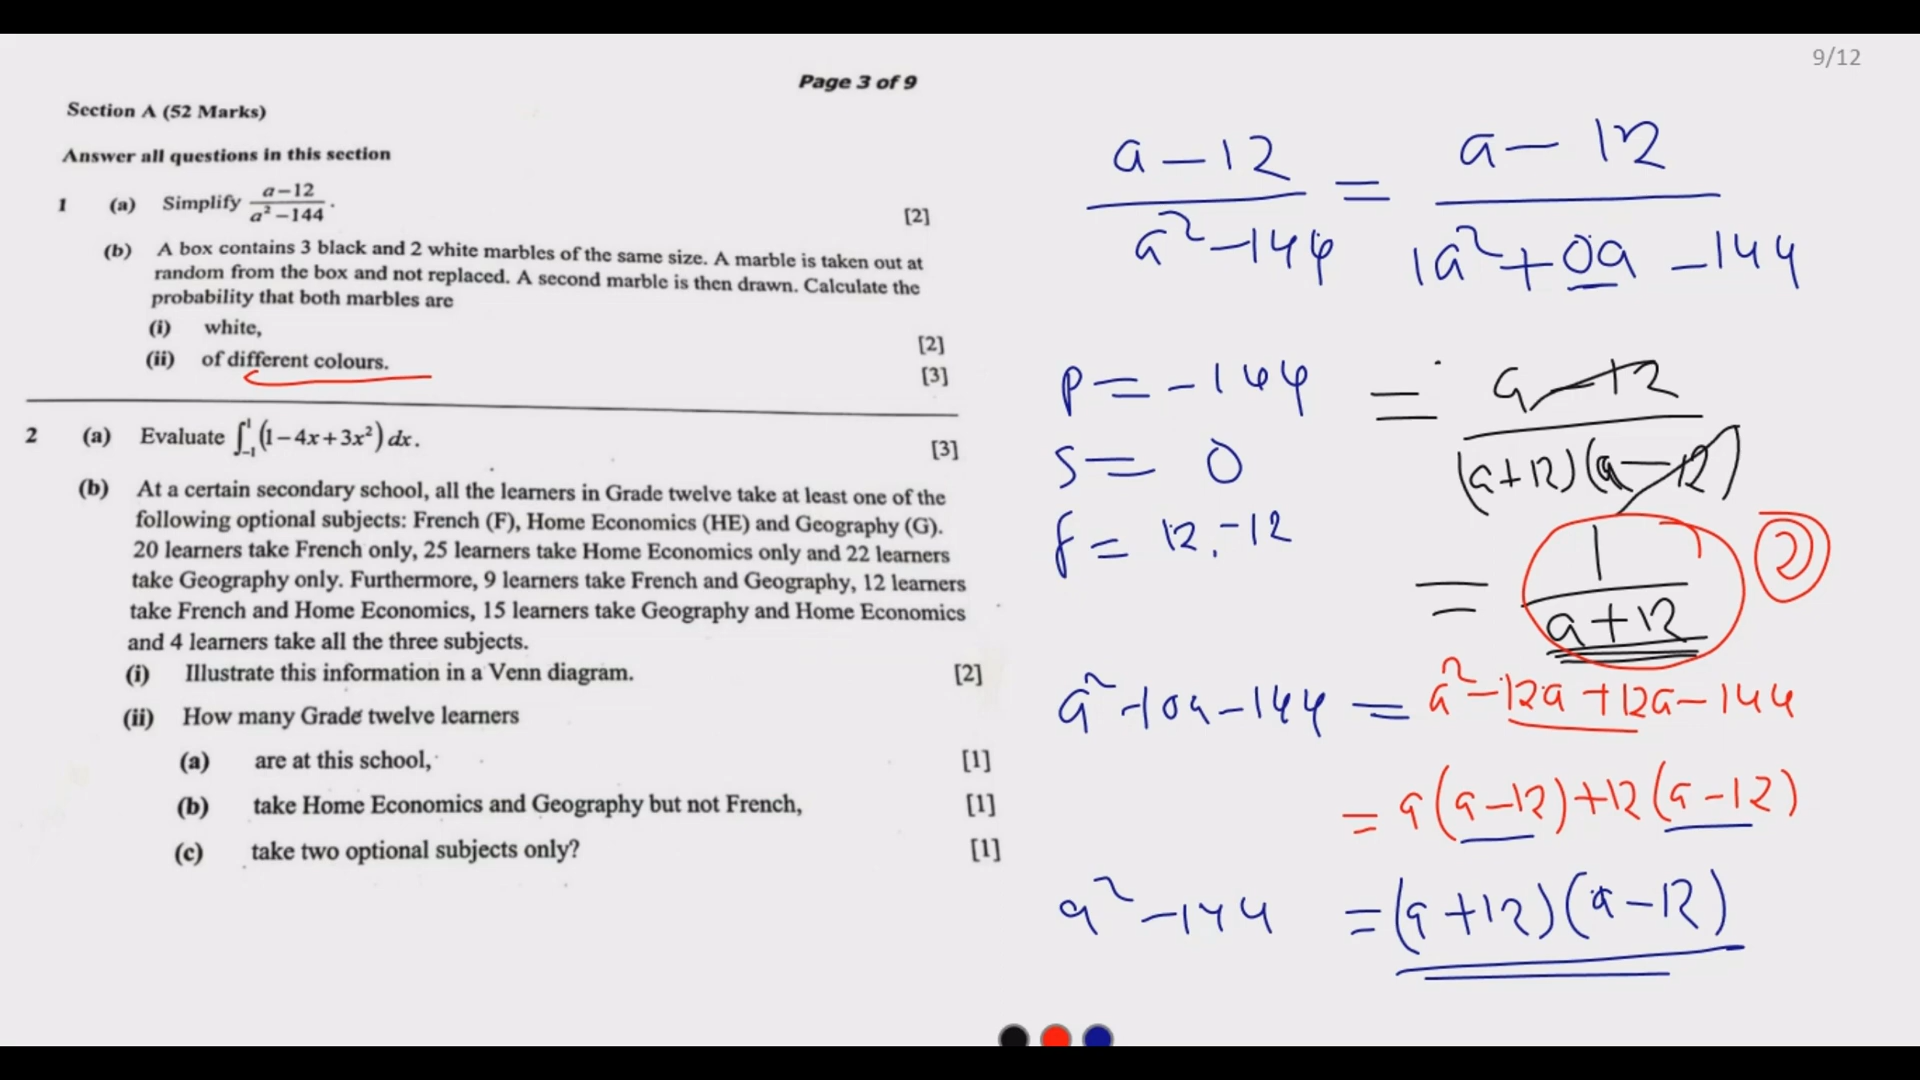 9/12
Page 3 of 9
Section A (52 Marks)
Answer all questions in this section
1 (a) Simplify (a−12)/(a²−144). [2]
(b) A box contains 3 black and 2 white marbles of the same size. A marble is taken out at
random from the box and not replaced. A second marble is then drawn. Calculate the
probability that both marbles are
(i) white, [2]
(ii) of different colours. [3]
2 (a) Evaluate ∫₋₁¹ (1−4x+3x²) dx. [3]
(b) At a certain secondary school, all the learners in Grade twelve take at least one of the
following optional subjects: French (F), Home Economics (HE) and Geography (G).
20 learners take French only, 25 learners take Home Economics only and 22 learners
take Geography only. Furthermore, 9 learners take French and Geography, 12 learners
take French and Home Economics, 15 learners take Geography and Home Economics
and 4 learners take all the three subjects.
(i) Illustrate this information in a Venn diagram. [2]
(ii) How many Grade twelve learners
(a) are at this school, [1]
(b) take Home Economics and Geography but not French, [1]
(c) take two optional subjects only? [1]
(a−12)/(a²−144) = (a−12)/(1a²+0a−144)
P = −144
S = 0
f = 12, −12
= (a−12)/((a+12)(a−12))
= 1/(a+12) ②
a²+0a−144 = a²−12a+12a−144
= a(a−12)+12(a−12)
a²−144 = (a+12)(a−12)